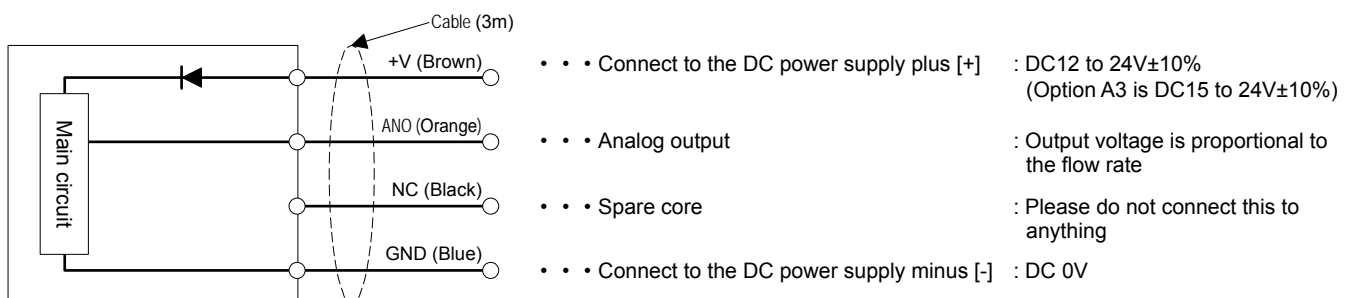 Cable (3m)
+V (Brown) ・・・Connect to the DC power supply plus [+] : DC12 to 24V±10%
(Option A3 is DC15 to 24V±10%)
ANO (Orange) ・・・Analog output : Output voltage is proportional to
the flow rate
Main circuit
NC (Black) ・・・Spare core : Please do not connect this to
anything
GND (Blue) ・・・Connect to the DC power supply minus [-] : DC 0V